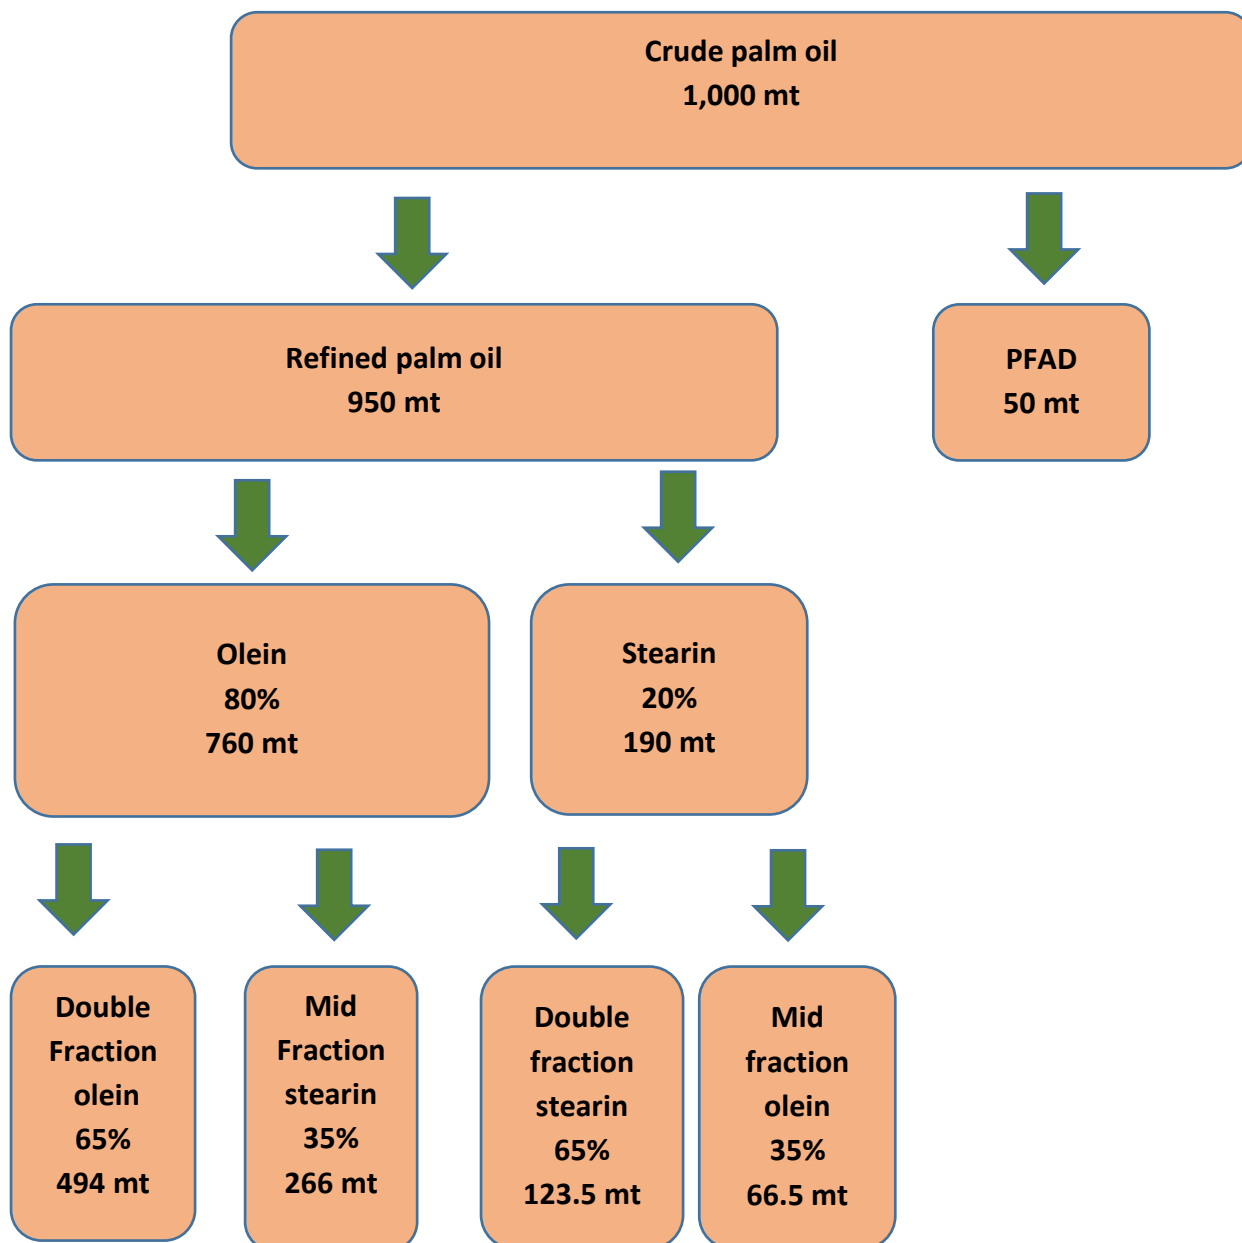 Crude palm oil
1,000 mt
Refined palm oil
950 mt
PFAD
50 mt
Olein
80%
760 mt
Stearin
20%
190 mt
Double
Fraction
olein
65%
494 mt
Mid
Fraction
stearin
35%
266 mt
Double
fraction
stearin
65%
123.5 mt
Mid
fraction
olein
35%
66.5 mt